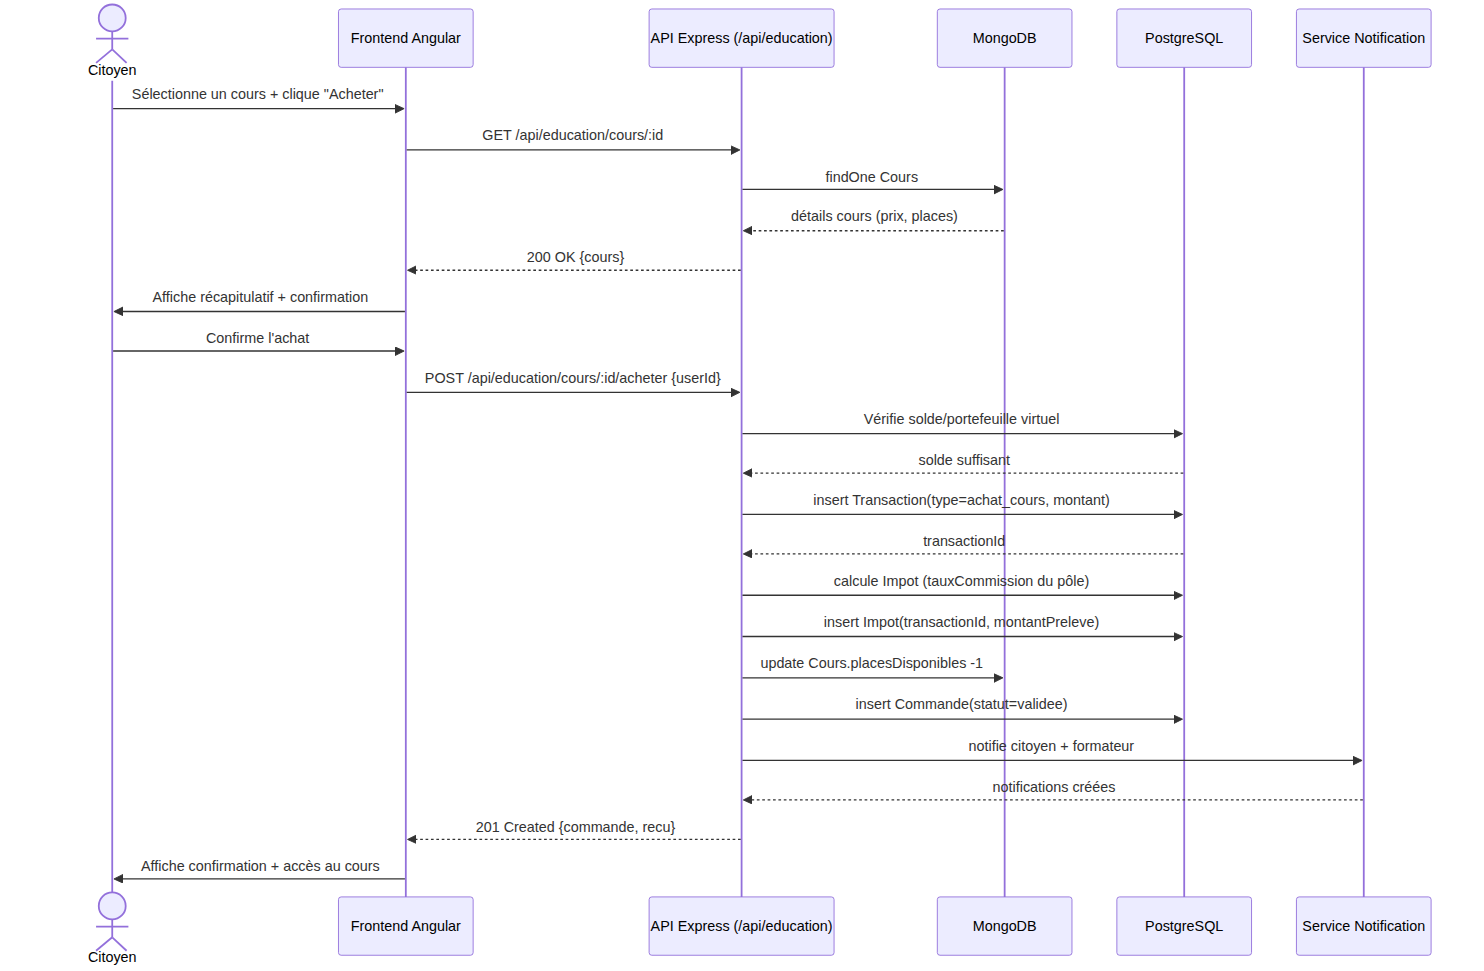 Citoyen
Frontend Angular
API Express (/api/education)
MongoDB
PostgreSQL
Service Notification
Sélectionne un cours + clique "Acheter"
GET /api/education/cours/:id
findOne Cours
détails cours (prix, places)
200 OK {cours}
Affiche récapitulatif + confirmation
Confirme l'achat
POST /api/education/cours/:id/acheter {userId}
Vérifie solde/portefeuille virtuel
solde suffisant
insert Transaction(type=achat_cours, montant)
transactionId
calcule Impot (tauxCommission du pôle)
insert Impot(transactionId, montantPreleve)
update Cours.placesDisponibles -1
insert Commande(statut=validee)
notifie citoyen + formateur
notifications créées
201 Created {commande, recu}
Affiche confirmation + accès au cours
Citoyen
Frontend Angular
API Express (/api/education)
MongoDB
PostgreSQL
Service Notification